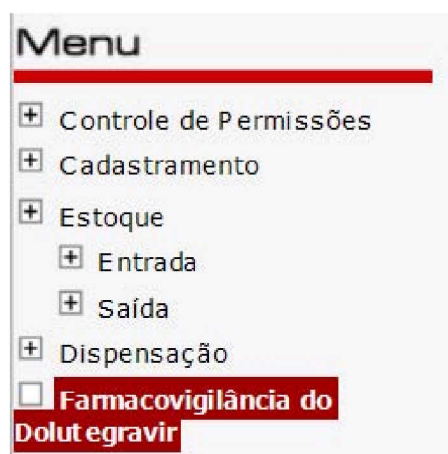 Menu
Controle de Permissões
Cadastramento
Estoque
Entrada
Saída
Dispensação
Farmacovigilância do
Dolutegravir